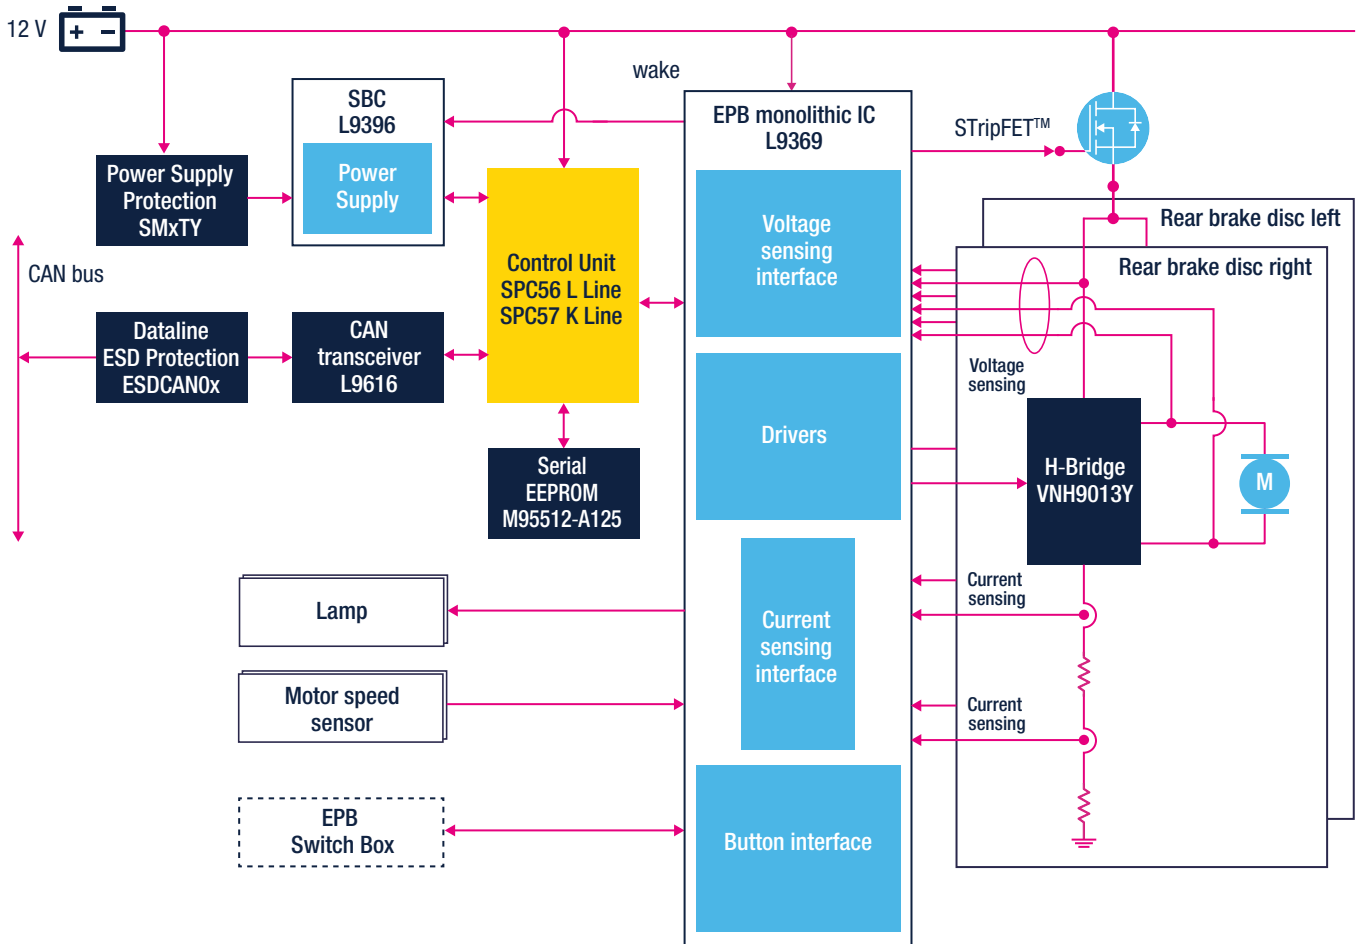 12 V
wake
SBC
L9396
Power
Supply
EPB monolithic IC
L9369
STripFET™
Power Supply
Protection
SMxTY
Voltage
sensing
interface
Rear brake disc left
Rear brake disc right
CAN bus
Control Unit
SPC56 L Line
SPC57 K Line
Dataline
ESD Protection
ESDCAN0x
CAN
transceiver
L9616
Voltage
sensing
Drivers
Serial
EEPROM
M95512-A125
H-Bridge
VNH9013Y
M
Lamp
Current
sensing
interface
Current
sensing
Motor speed
sensor
Current
sensing
EPB
Switch Box
Button interface